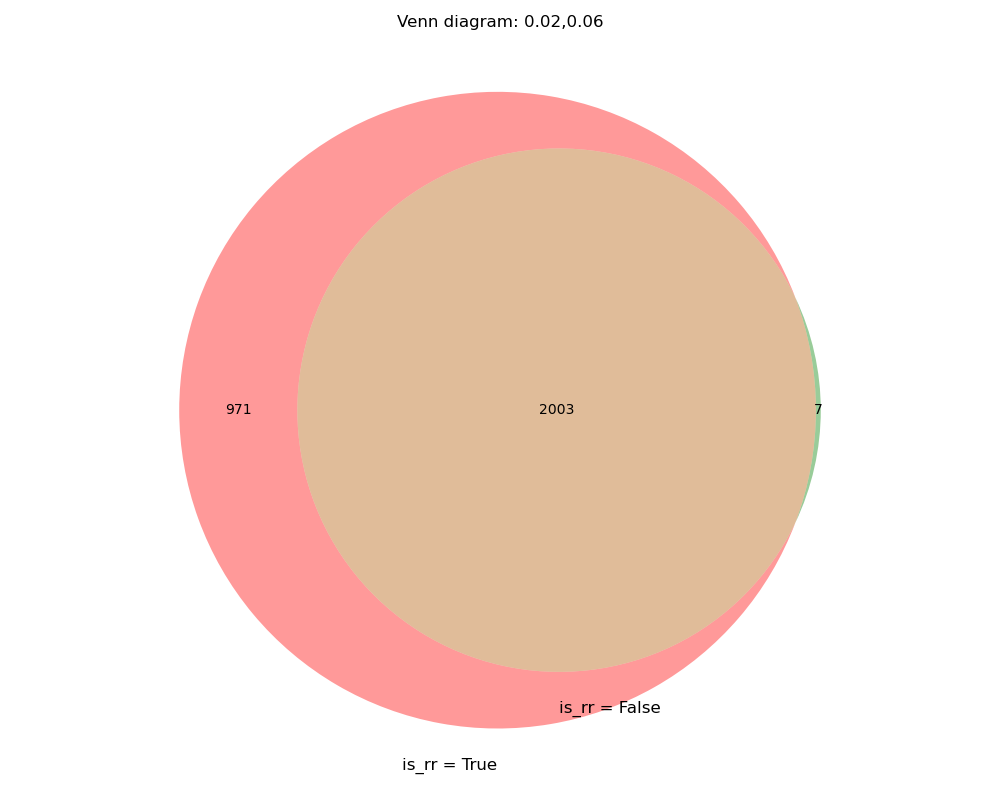 Venn diagram: 0.02,0.06
971
2003
7
is_rr = False
is_rr = True